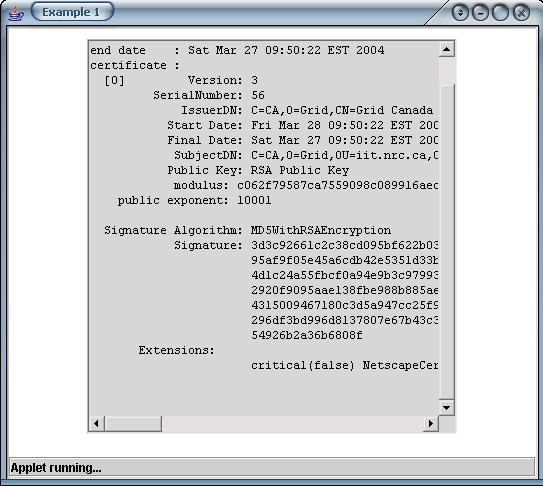 Example 1
end date : Sat Mar 27 09:50:22 EST 2004
certificate :
[0] Version: 3
SerialNumber: 56
IssuerDN: C=CA,O=Grid,CN=Grid Canada
Start Date: Fri Mar 28 09:50:22 EST 200
Final Date: Sat Mar 27 09:50:22 EST 200
SubjectDN: C=CA,O=Grid,OU=iit.nrc.ca,C
Public Key: RSA Public Key
modulus: c062f79587ca7559098c089916aec
public exponent: 10001
Signature Algorithm: MD5WithRSAEncryption
Signature: 3d3c92661c2c38cd095bf622b03
95af9f05e45a6cdb42e5351d33b
4d1c24a55fbcf0a94e9b3c97993
2920f9095aae138fbe988b885ae
4315009467180c3d5a947cc25f9
296df3bd996d8137807e67b43c3
54926b2a36b6808f
Extensions:
critical(false) NetscapeCer
Applet running...